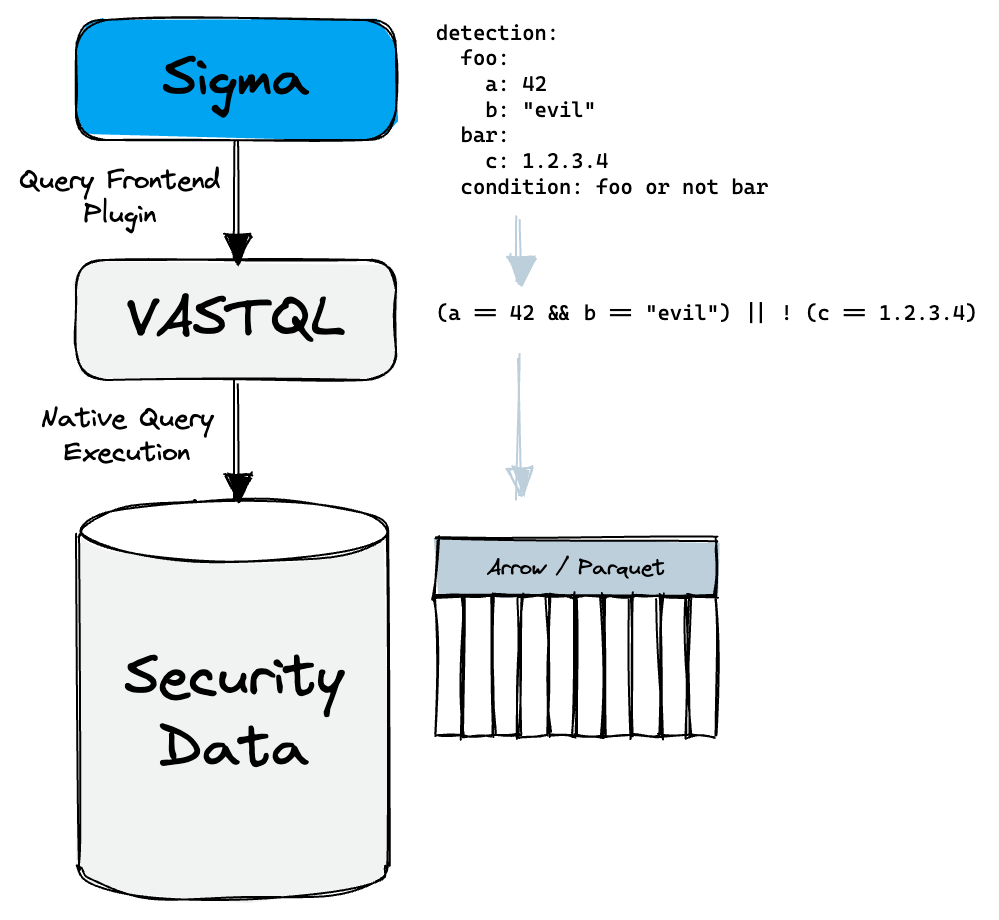 Sigma
detection:
  foo:
    a: 42
    b: "evil"
  bar:
    c: 1.2.3.4
  condition: foo or not bar
Query Frontend
Plugin
VASTQL
(a == 42 && b == "evil") || ! (c == 1.2.3.4)
Native Query
Execution
Arrow / Parquet
Security
Data